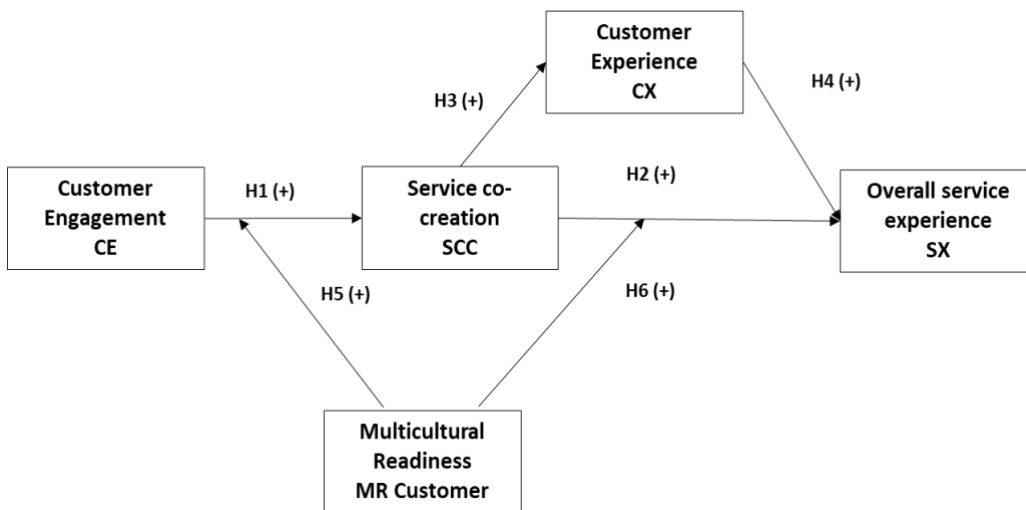 Customer
Experience
CX
H3 (+)
H4 (+)
Customer
Engagement
CE
H1 (+)
Service co-
creation
SCC
H2 (+)
Overall service
experience
SX
H5 (+)
H6 (+)
Multicultural
Readiness
MR Customer